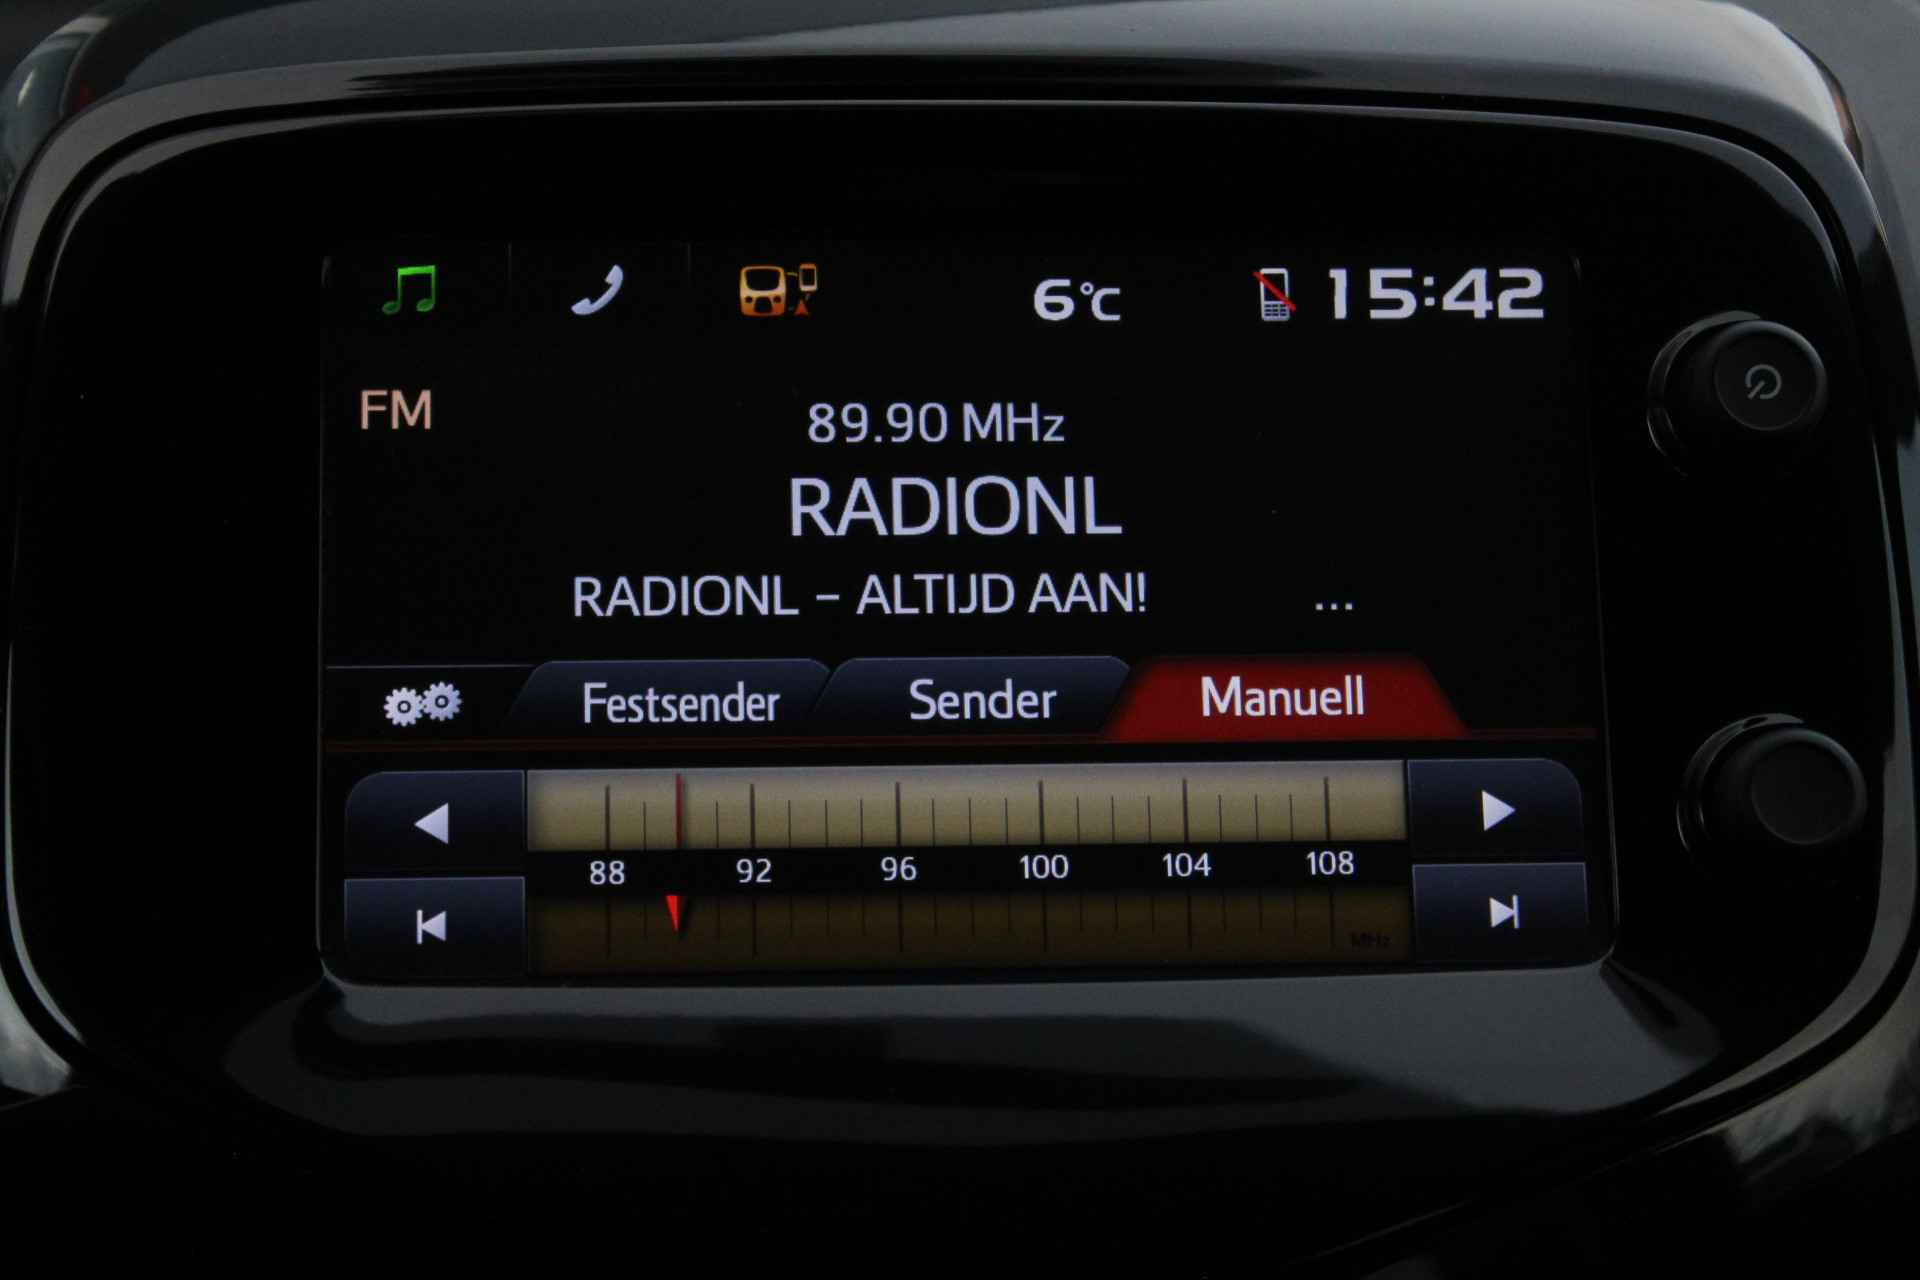 6°C 15:42
FM
89.90 MHz
RADIONL
RADIONL - ALTIJD AAN! ...
Festsender Sender Manuell
88 92 96 100 104 108
MHz